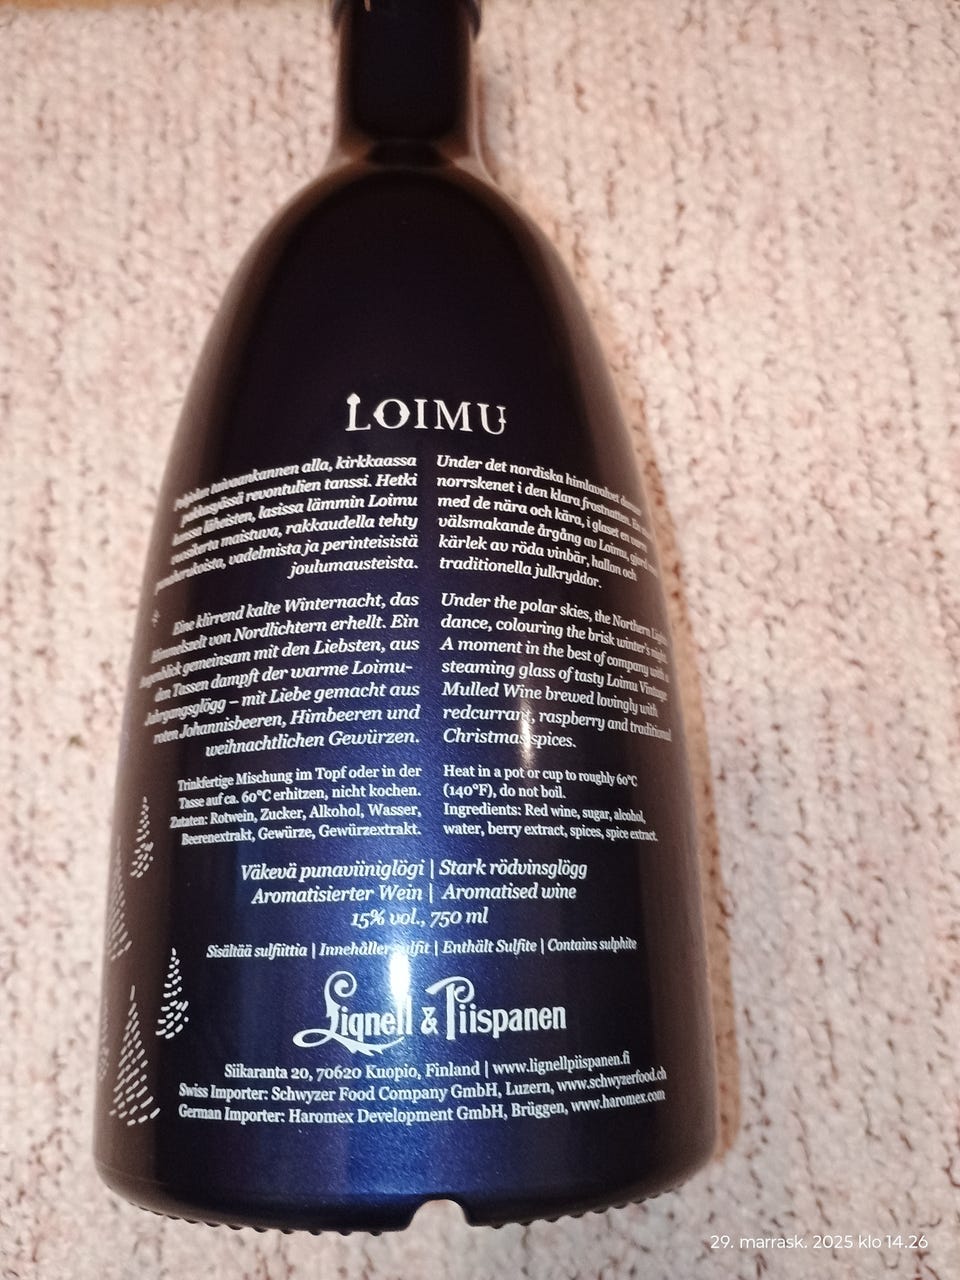 LOIMU
taivaankannen alla, kirkkaassa
pakkasyössä revontulien tanssi. Hetki
kanssa läheisten, lasissa lämmin Loimu
vuosikerta maistuva, rakkaudella tehty
punaherukoista, vadelmista ja perinteisistä
joulumausteista.
Under det nordiska himlavalvet dansar
norrskenet i den klara frostnatten. En
med de nära och kära, i glaset en varm
välsmakande årgång av Loimu, gjord
kärlek av röda vinbär, hallon och
traditionella julkryddor.
Eine klirrend kalte Winternacht, das
Himmelszelt von Nordlichtern erhellt. Ein
Augenblick gemeinsam mit den Liebsten, aus
den Tassen dampft der warme Loimu-
Jahrgangsglögg – mit Liebe gemacht aus
roten Johannisbeeren, Himbeeren und
weihnachtlichen Gewürzen.
Under the polar skies, the Northern Lights
dance, colouring the brisk winter's night.
A moment in the best of company with a
steaming glass of tasty Loimu Vintage
Mulled Wine brewed lovingly with
redcurrant, raspberry and traditional
Christmas spices.
Trinkfertige Mischung im Topf oder in der
Tasse auf ca. 60°C erhitzen, nicht kochen.
Zutaten: Rotwein, Zucker, Alkohol, Wasser,
Beerenextrakt, Gewürze, Gewürzextrakt.
Heat in a pot or cup to roughly 60°C
(140°F), do not boil.
Ingredients: Red wine, sugar, alcohol,
water, berry extract, spices, spice extract.
Väkevä punaviiniglögi | Stark rödvinsglögg
Aromatisierter Wein | Aromatised wine
15% vol., 750 ml
Sisältää sulfiittia | Innehåller sulfit | Enthält Sulfite | Contains sulphite
Lignell & Piispanen
Siikaranta 20, 70620 Kuopio, Finland | www.lignellpiispanen.fi
Swiss Importer: Schwyzer Food Company GmbH, Luzern, www.schwyzerfood.ch
German Importer: Haromex Development GmbH, Brüggen, www.haromex.com
29. marrask. 2025 klo 14.26